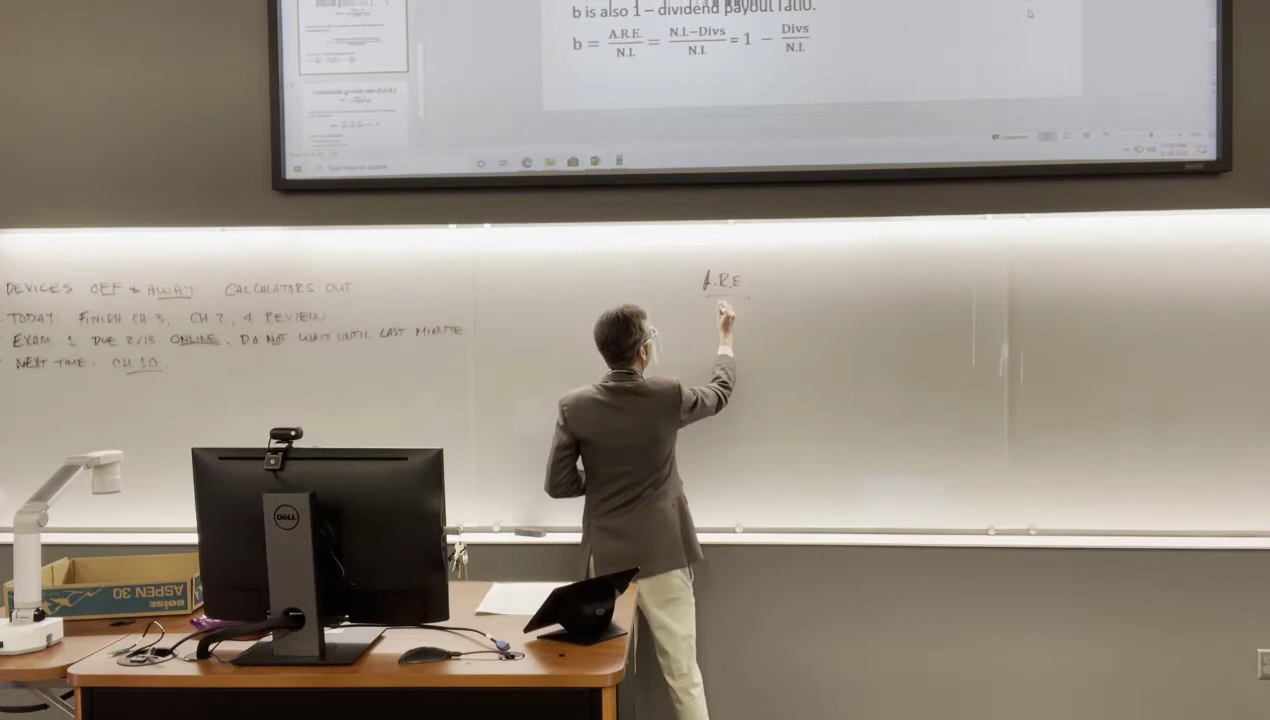 b is also 1 – dividend payout ratio.
b = A.R.E. / N.I. = N.I.–Divs / N.I. = 1 – Divs / N.I.
A.R.E
DEVICES OFF & AWAY CALCULATORS OUT
TODAY FINISH CH 3, CH 2, 4 REVIEW
EXAM 1 DUE 2/13 ONLINE, DO NOT WAIT UNTIL LAST MINUTE
NEXT TIME: CH 10.
DELL
boise
ASPEN 30